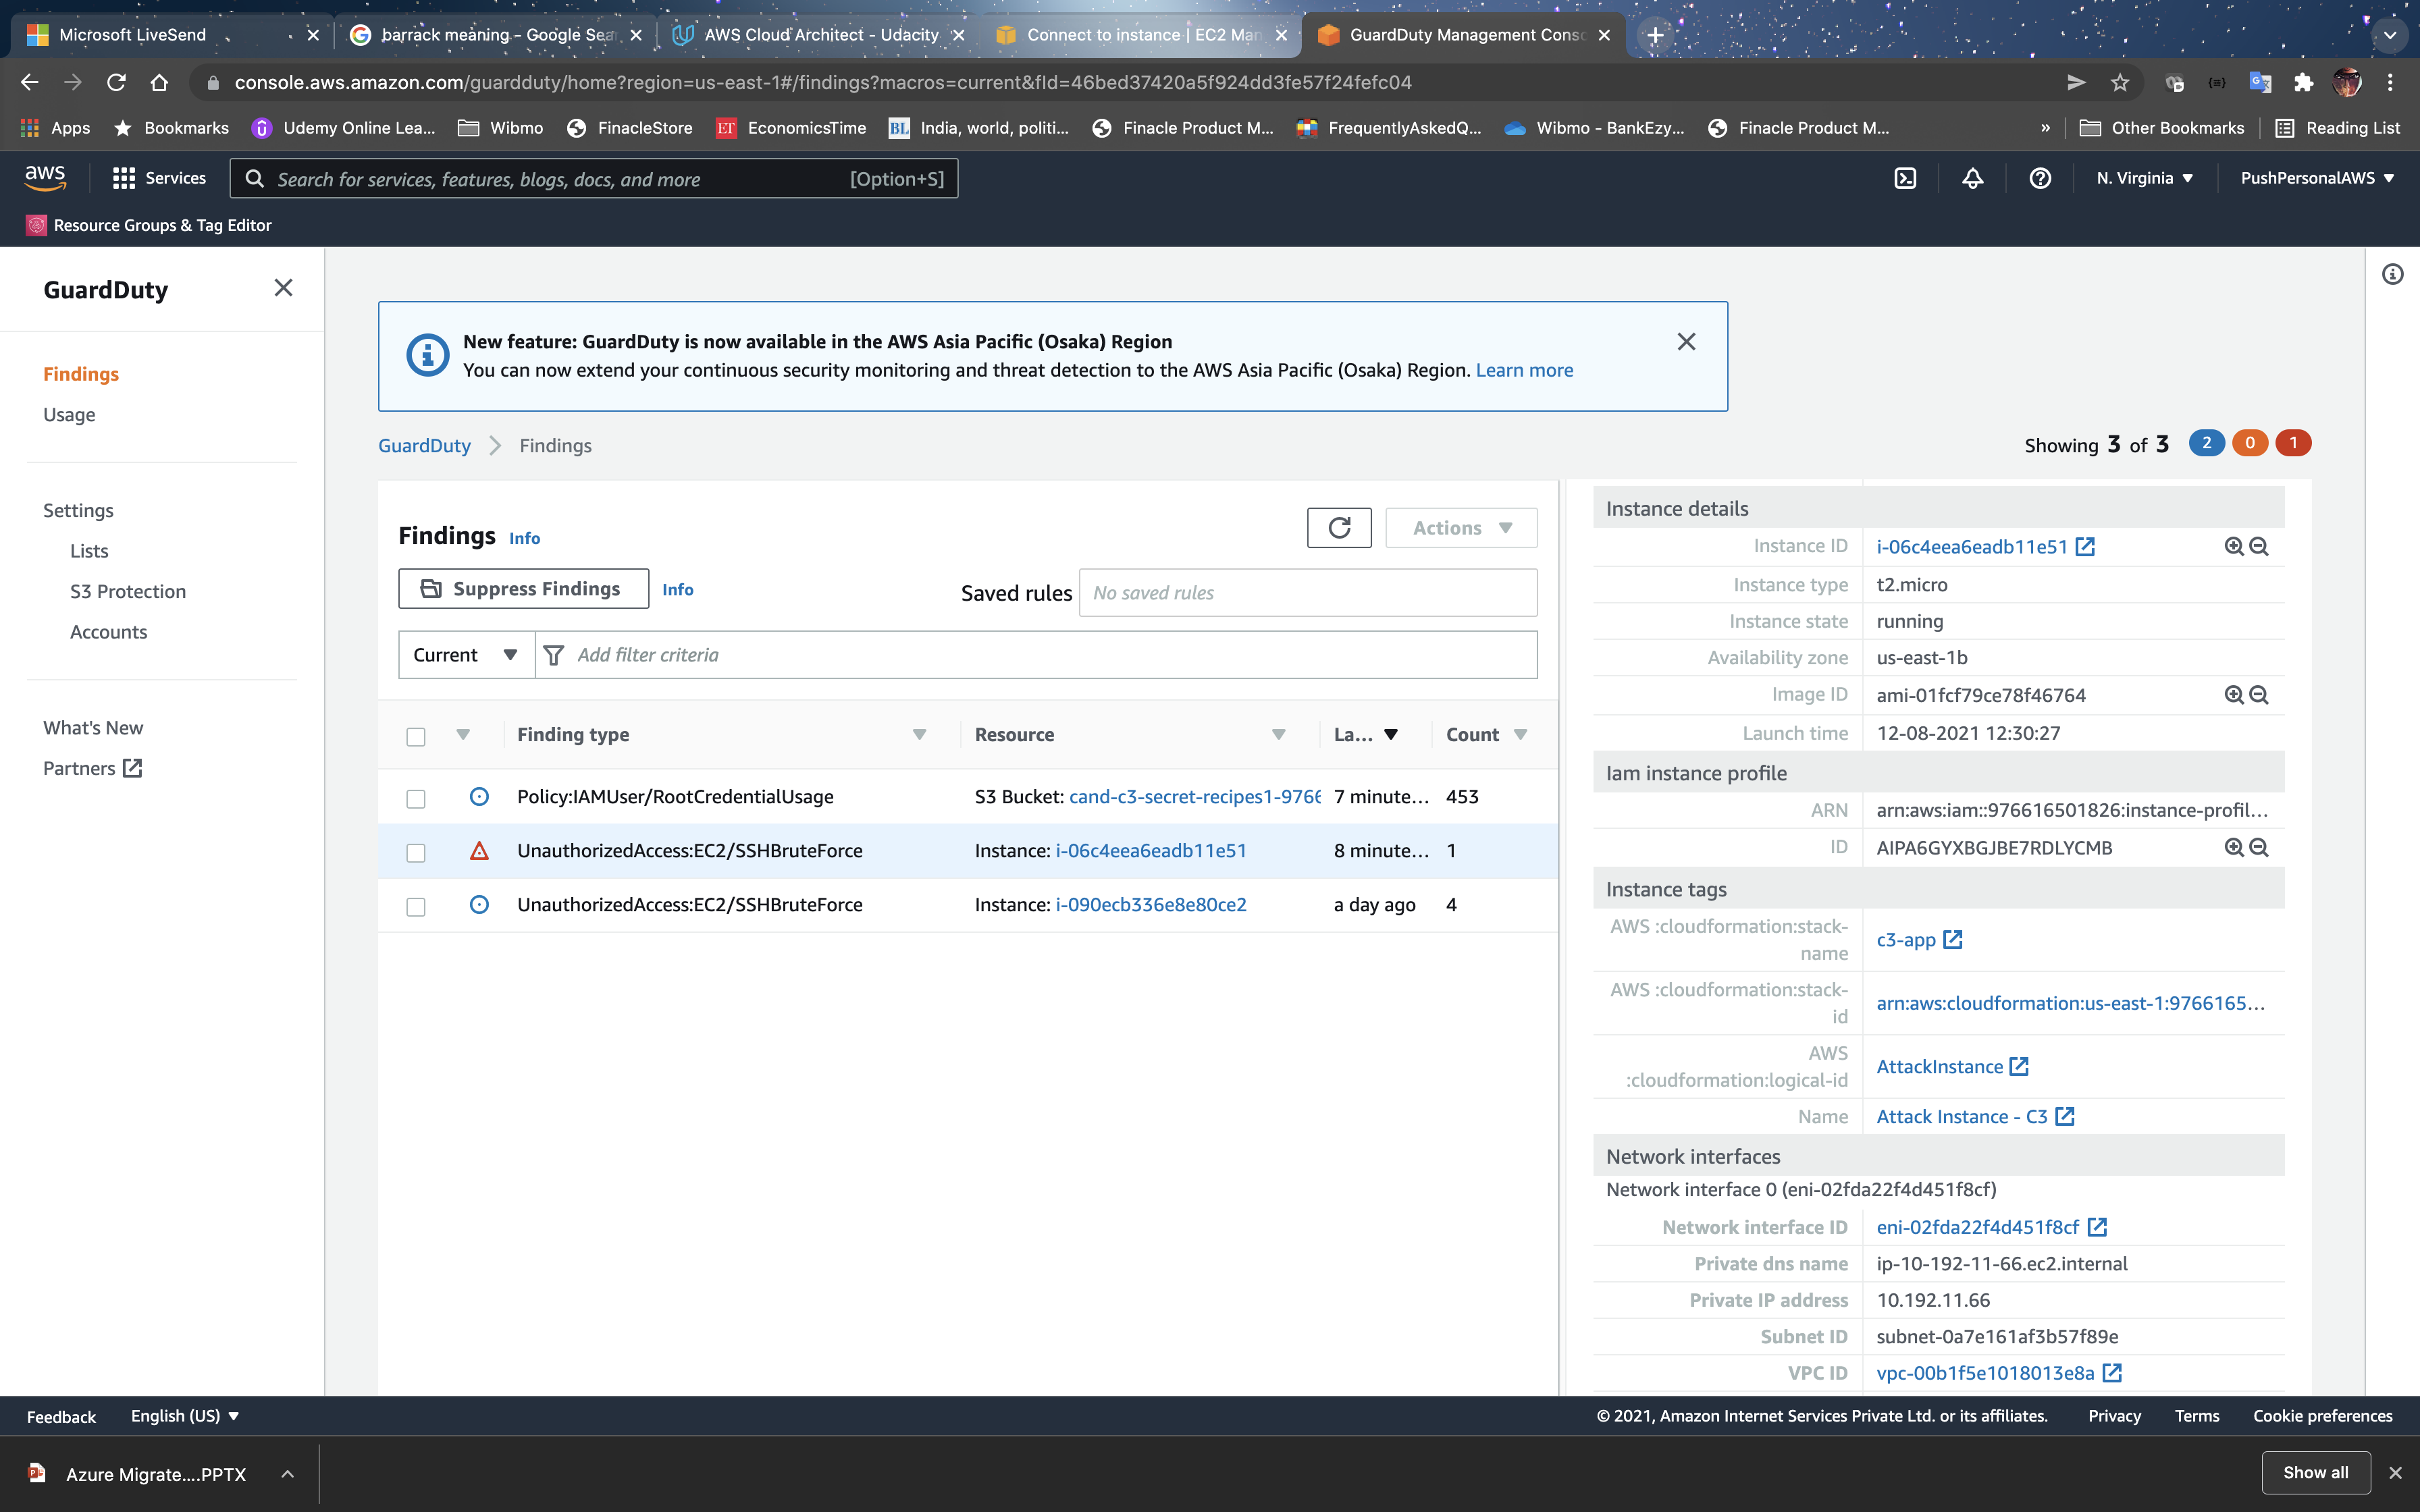 Microsoft LiveSend
barrack meaning - Google Sea
AWS Cloud Architect - Udacity
Connect to instance | EC2 Man
GuardDuty Management Conso
console.aws.amazon.com/guardduty/home?region=us-east-1#/findings?macros=current&fId=46bed37420a5f924dd3fe57f24fefc04
Apps
Bookmarks
Udemy Online Lea...
Wibmo
FinacleStore
ET EconomicsTime
BL India, world, politi...
Finacle Product M...
FrequentlyAskedQ...
Wibmo - BankEzy...
Finacle Product M...
»
Other Bookmarks
Reading List
aws
Services
Search for services, features, blogs, docs, and more [Option+S]
N. Virginia
PushPersonalAWS
Resource Groups & Tag Editor
GuardDuty
Findings
Usage
Settings
Lists
S3 Protection
Accounts
What's New
Partners
New feature: GuardDuty is now available in the AWS Asia Pacific (Osaka) Region
You can now extend your continuous security monitoring and threat detection to the AWS Asia Pacific (Osaka) Region. Learn more
GuardDuty
Findings
Showing 3 of 3
2
0
1
Findings Info
Actions
Suppress Findings
Info
Saved rules
No saved rules
Current
Add filter criteria
Finding type Resource La... Count
Policy:IAMUser/RootCredentialUsage S3 Bucket: cand-c3-secret-recipes1-9766 7 minute... 453
UnauthorizedAccess:EC2/SSHBruteForce Instance: i-06c4eea6eadb11e51 8 minute... 1
UnauthorizedAccess:EC2/SSHBruteForce Instance: i-090ecb336e8e80ce2 a day ago 4
Instance details
Instance ID i-06c4eea6eadb11e51
Instance type t2.micro
Instance state running
Availability zone us-east-1b
Image ID ami-01fcf79ce78f46764
Launch time 12-08-2021 12:30:27
Iam instance profile
ARN arn:aws:iam::976616501826:instance-profil...
ID AIPA6GYXBGJBE7RDLYCMB
Instance tags
AWS :cloudformation:stack-
name
c3-app
AWS :cloudformation:stack-
id
arn:aws:cloudformation:us-east-1:9766165...
AWS
:cloudformation:logical-id
AttackInstance
Name Attack Instance - C3
Network interfaces
Network interface 0 (eni-02fda22f4d451f8cf)
Network interface ID eni-02fda22f4d451f8cf
Private dns name ip-10-192-11-66.ec2.internal
Private IP address 10.192.11.66
Subnet ID subnet-0a7e161af3b57f89e
VPC ID vpc-00b1f5e1018013e8a
Feedback
English (US)
© 2021, Amazon Internet Services Private Ltd. or its affiliates.
Privacy
Terms
Cookie preferences
Azure Migrate....PPTX
Show all